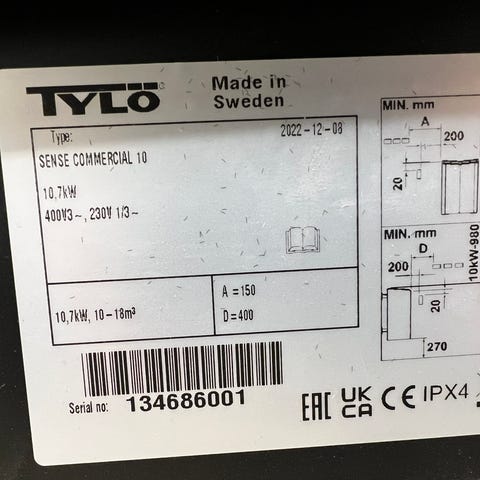 TYLÖ
Made in
Sweden
Type:
2022-12-08
SENSE COMMERCIAL 10
10,7kW
400V3~, 230V 1/3~
10,7kW, 10-18m³
A =150
D=400
Serial no: 134686001
EAC UK CA CE IPX4
MIN. mm
A
200
20
MIN. mm
D
200
20
270
10kW-980